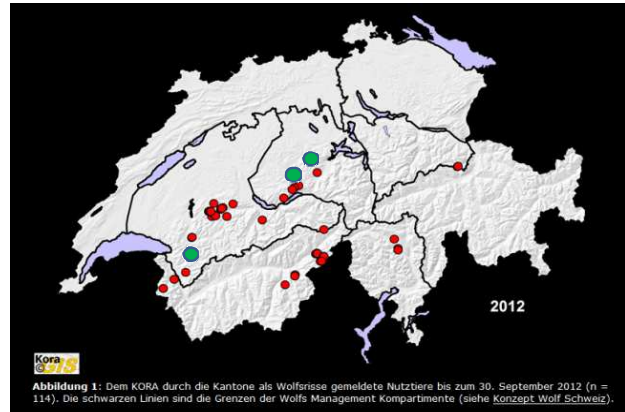 2012
Kora
©GIS
Abbildung 1: Dem KORA durch die Kantone als Wolfsrisse gemeldete Nutztiere bis zum 30. September 2012 (n =
114). Die schwarzen Linien sind die Grenzen der Wolfs Management Kompartimente (siehe Konzept Wolf Schweiz).